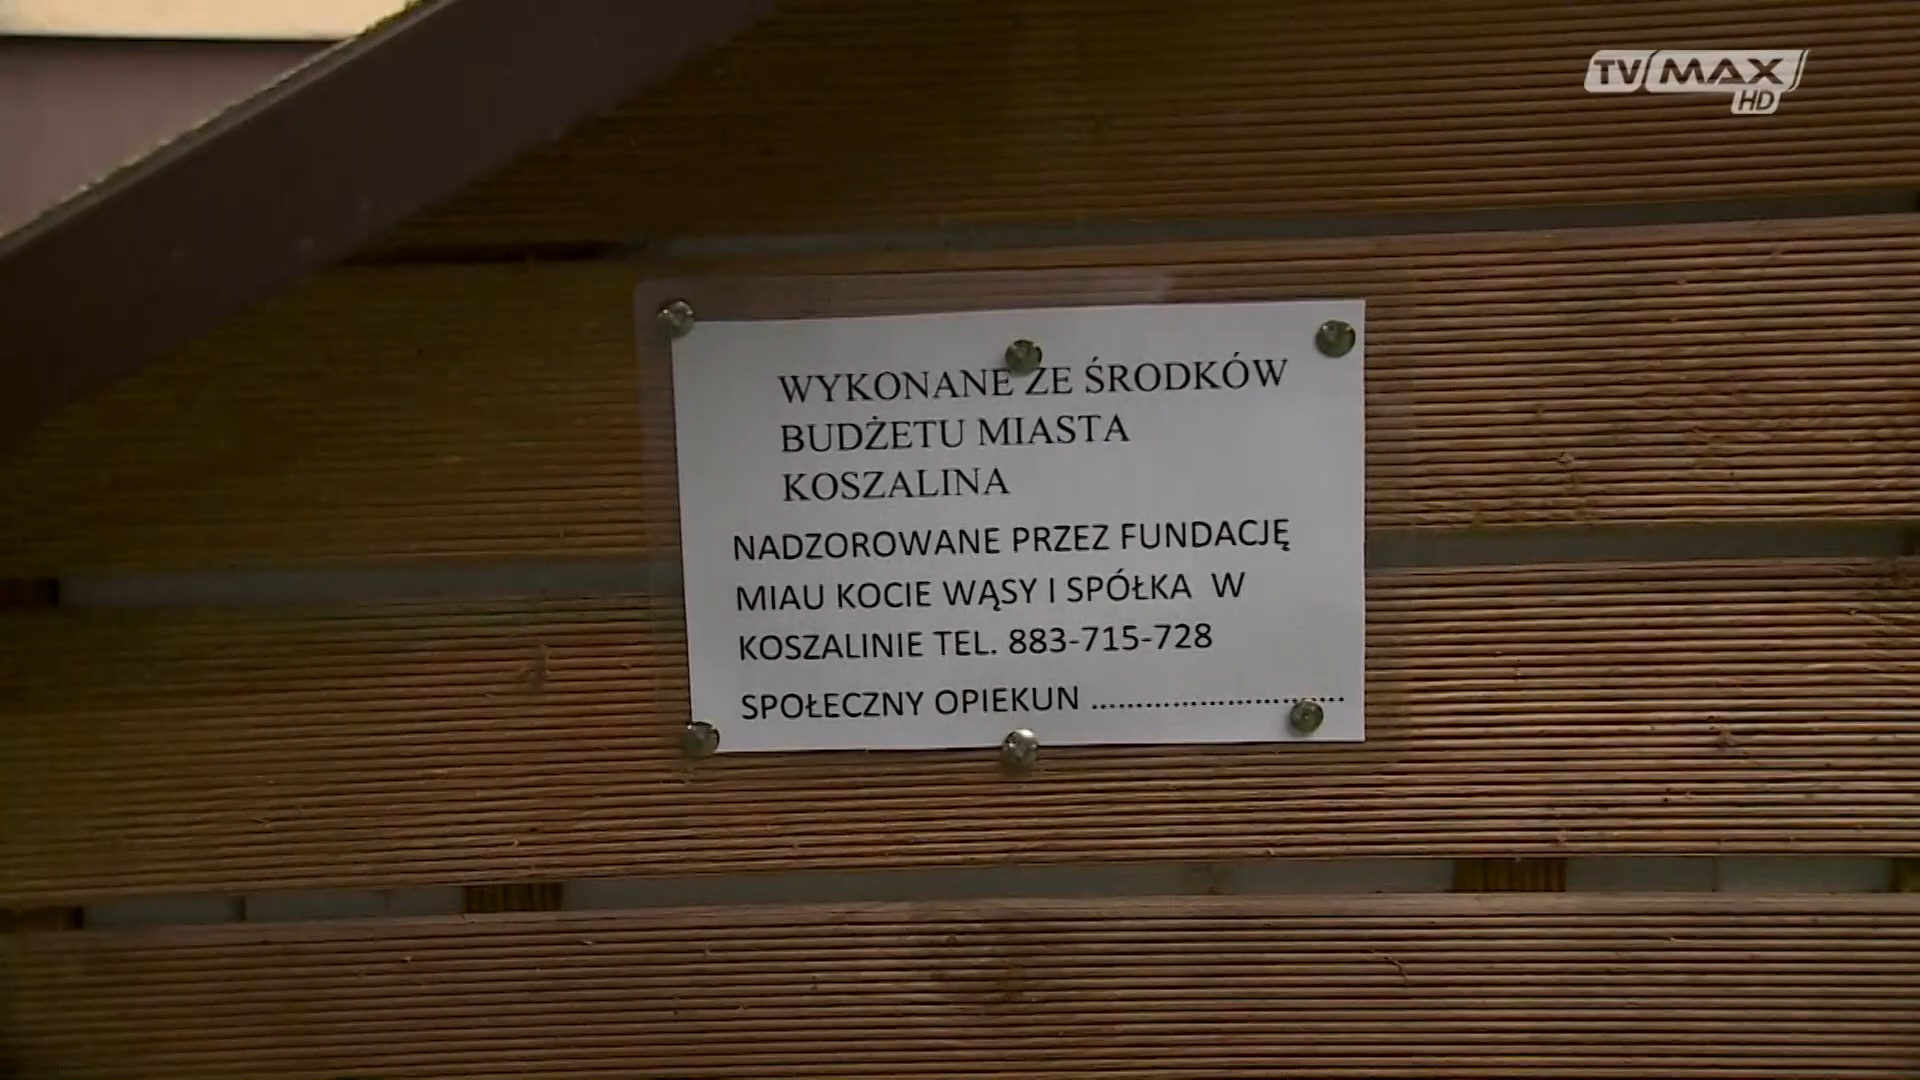 TV MAX
HD
WYKONANE ZE ŚRODKÓW
BUDŻETU MIASTA
KOSZALINA
NADZOROWANE PRZEZ FUNDACJĘ
MIAU KOCIE WĄSY I SPÓŁKA W
KOSZALINIE TEL. 883-715-728
SPOŁECZNY OPIEKUN ............................